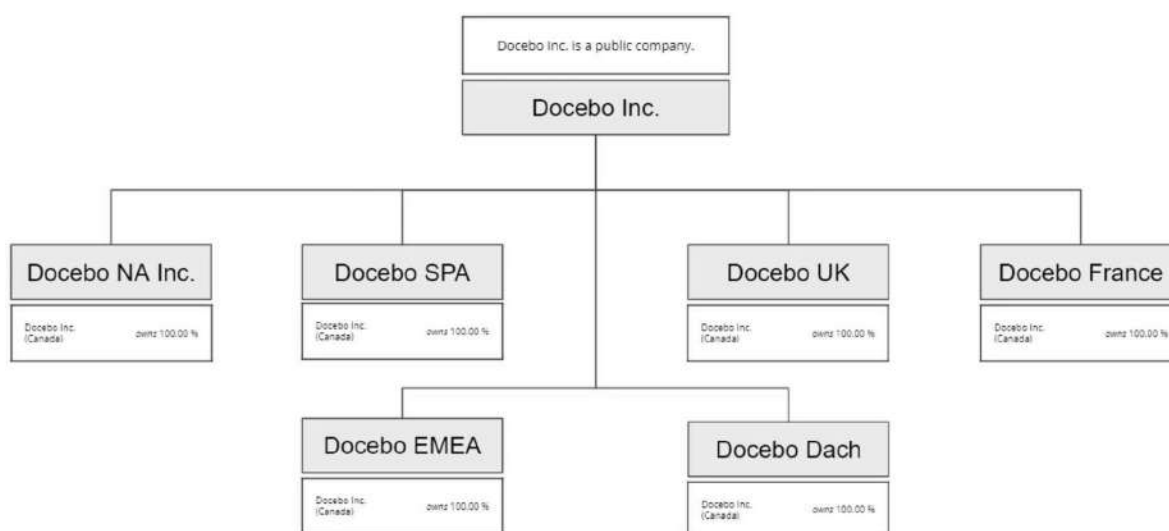 Docebo Inc. is a public company.
Docebo Inc.
Docebo NA Inc.
Docebo Inc.
(Canada)
owns 100.00 %
Docebo SPA
Docebo Inc.
(Canada)
owns 100.00 %
Docebo UK
Docebo Inc.
(Canada)
owns 100.00 %
Docebo France
Docebo Inc.
(Canada)
owns 100.00 %
Docebo EMEA
Docebo Inc.
(Canada)
owns 100.00 %
Docebo Dach
Docebo Inc.
(Canada)
owns 100.00 %